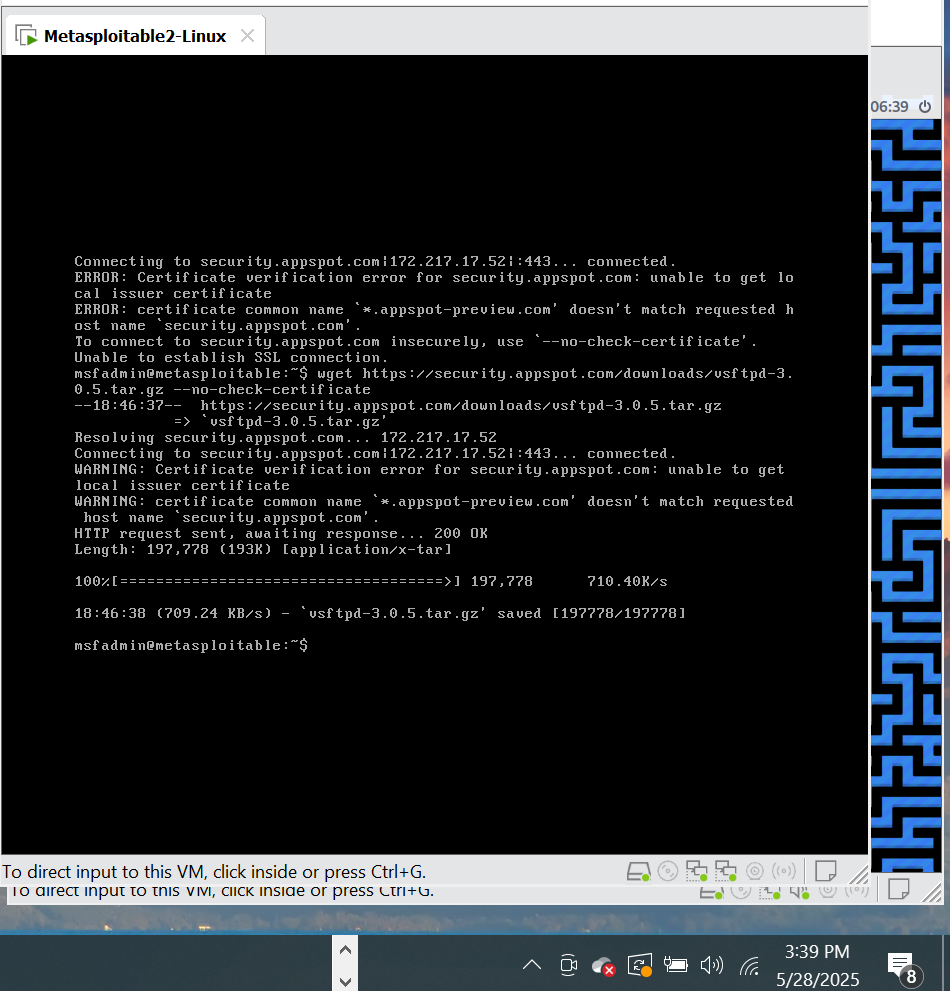 Metasploitable2-Linux
06:39
Connecting to security.appspot.com|172.217.17.52|:443... connected.
ERROR: Certificate verification error for security.appspot.com: unable to get lo
cal issuer certificate
ERROR: certificate common name `*.appspot-preview.com' doesn't match requested h
ost name `security.appspot.com'.
To connect to security.appspot.com insecurely, use `--no-check-certificate'.
Unable to establish SSL connection.
msfadmin@metasploitable:~$ wget https://security.appspot.com/downloads/vsftpd-3.
0.5.tar.gz --no-check-certificate
--18:46:37--  https://security.appspot.com/downloads/vsftpd-3.0.5.tar.gz
           => `vsftpd-3.0.5.tar.gz'
Resolving security.appspot.com... 172.217.17.52
Connecting to security.appspot.com|172.217.17.52|:443... connected.
WARNING: Certificate verification error for security.appspot.com: unable to get
local issuer certificate
WARNING: certificate common name `*.appspot-preview.com' doesn't match requested
 host name `security.appspot.com'.
HTTP request sent, awaiting response... 200 OK
Length: 197,778 (193K) [application/x-tar]
100%[====================================>] 197,778      710.40K/s
18:46:38 (709.24 KB/s) - `vsftpd-3.0.5.tar.gz' saved [197778/197778]
msfadmin@metasploitable:~$
To direct input to this VM, click inside or press Ctrl+G.
To direct input to this VM, click inside or press Ctrl+G.
3:39 PM
5/28/2025
8